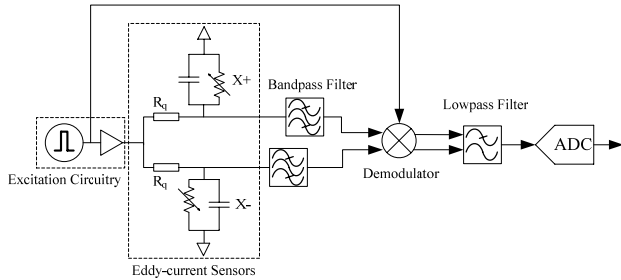 X+
Rq
Bandpass Filter
Lowpass Filter
ADC
Demodulator
Excitation Circuitry
Rq
X-
Eddy-current Sensors